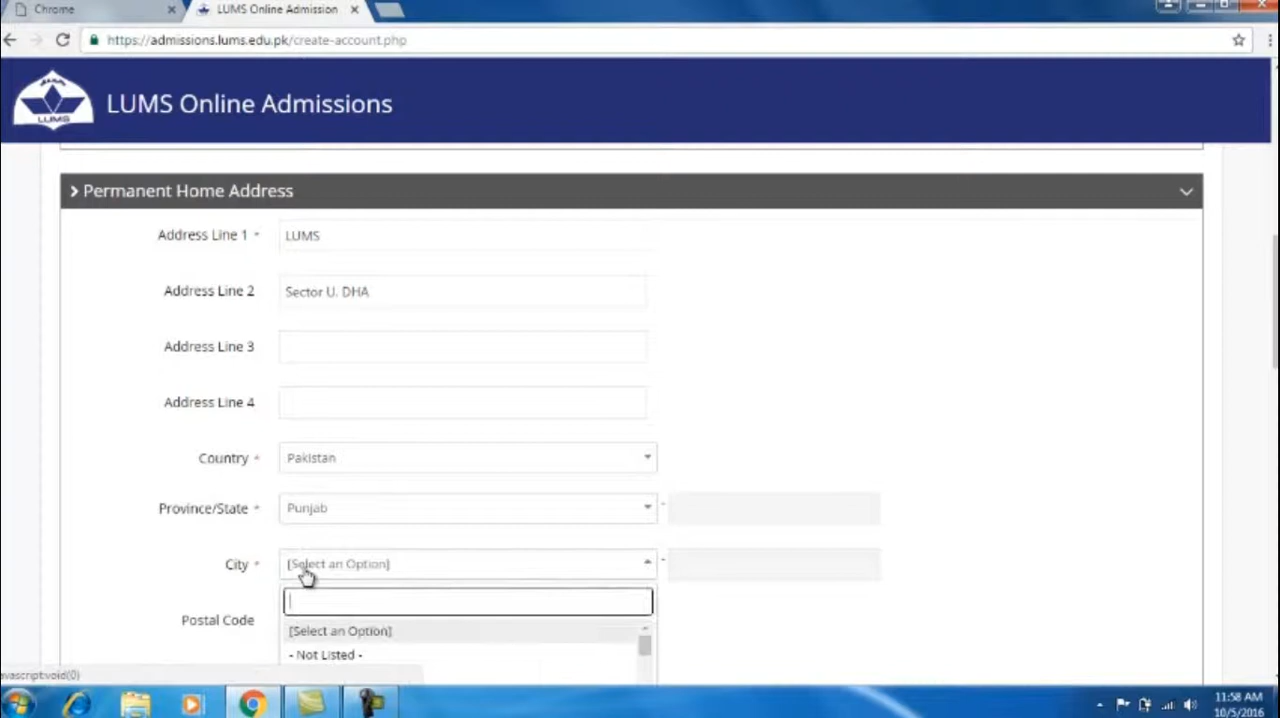 Chrome
LUMS Online Admission
https://admissions.lums.edu.pk/create-account.php
LUMS
LUMS Online Admissions
Permanent Home Address
Address Line 1 * LUMS
Address Line 2 Sector U. DHA
Address Line 3
Address Line 4
Country * Pakistan
Province/State * Punjab
City * [Select an Option]
Postal Code
[Select an Option]
- Not Listed -
avascript:void(0)
11:58 AM
10/5/2016